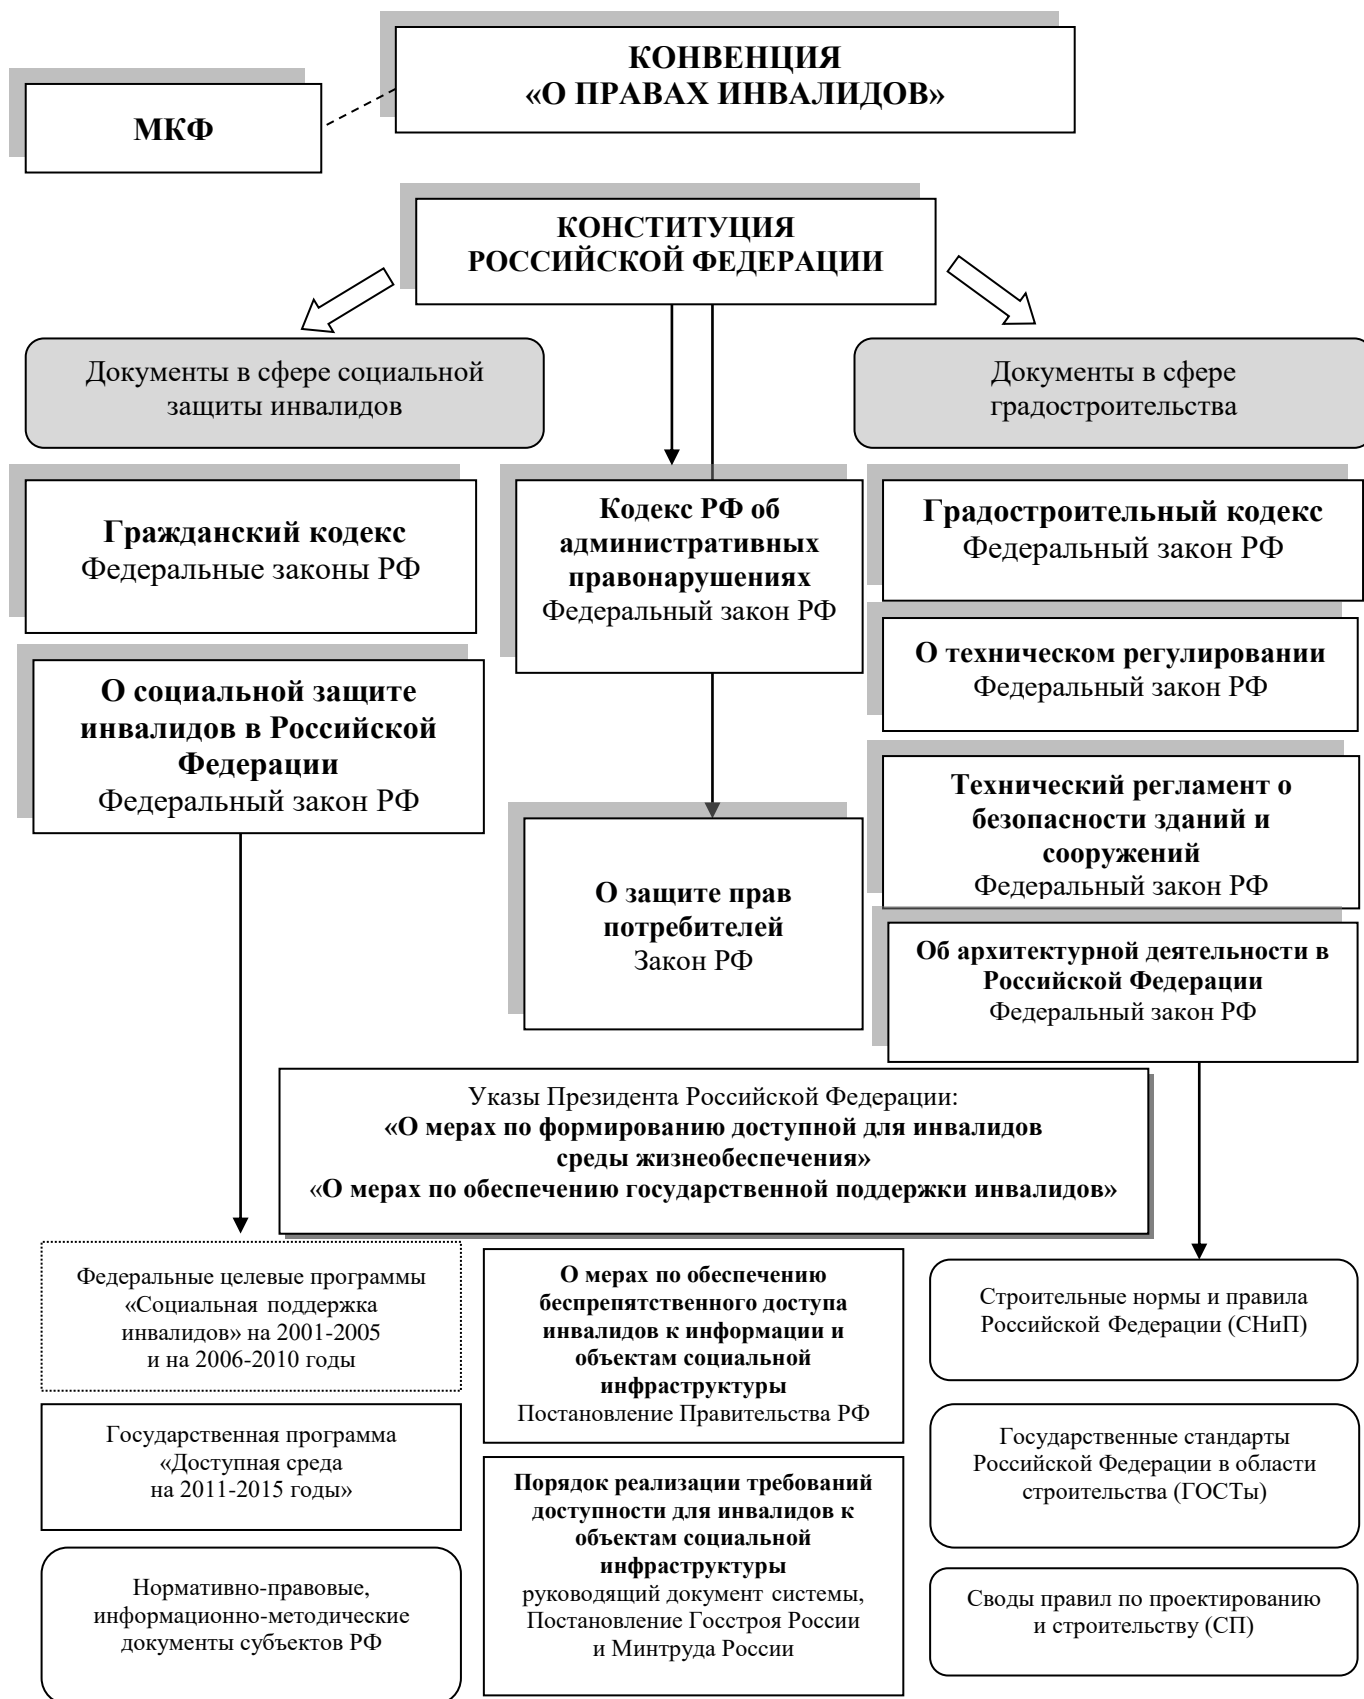 КОНВЕНЦИЯ
«О ПРАВАХ ИНВАЛИДОВ»
МКФ
КОНСТИТУЦИЯ
РОССИЙСКОЙ ФЕДЕРАЦИИ
Документы в сфере социальной
защиты инвалидов
Документы в сфере
градостроительства
Гражданский кодекс
Федеральные законы РФ
Кодекс РФ об
административных
правонарушениях
Федеральный закон РФ
Градостроительный кодекс
Федеральный закон РФ
О техническом регулировании
Федеральный закон РФ
О социальной защите
инвалидов в Российской
Федерации
Федеральный закон РФ
Технический регламент о
безопасности зданий и
сооружений
Федеральный закон РФ
О защите прав
потребителей
Закон РФ
Об архитектурной деятельности в
Российской Федерации
Федеральный закон РФ
Указы Президента Российской Федерации:
«О мерах по формированию доступной для инвалидов
среды жизнеобеспечения»
«О мерах по обеспечению государственной поддержки инвалидов»
Федеральные целевые программы
«Социальная поддержка
инвалидов» на 2001-2005
и на 2006-2010 годы
Государственная программа
«Доступная среда
на 2011-2015 годы»
Нормативно-правовые,
информационно-методические
документы субъектов РФ
О мерах по обеспечению
беспрепятственного доступа
инвалидов к информации и
объектам социальной
инфраструктуры
Постановление Правительства РФ
Порядок реализации требований
доступности для инвалидов к
объектам социальной
инфраструктуры
руководящий документ системы,
Постановление Госстроя России
и Минтруда России
Строительные нормы и правила
Российской Федерации (СНиП)
Государственные стандарты
Российской Федерации в области
строительства (ГОСТы)
Своды правил по проектированию
и строительству (СП)